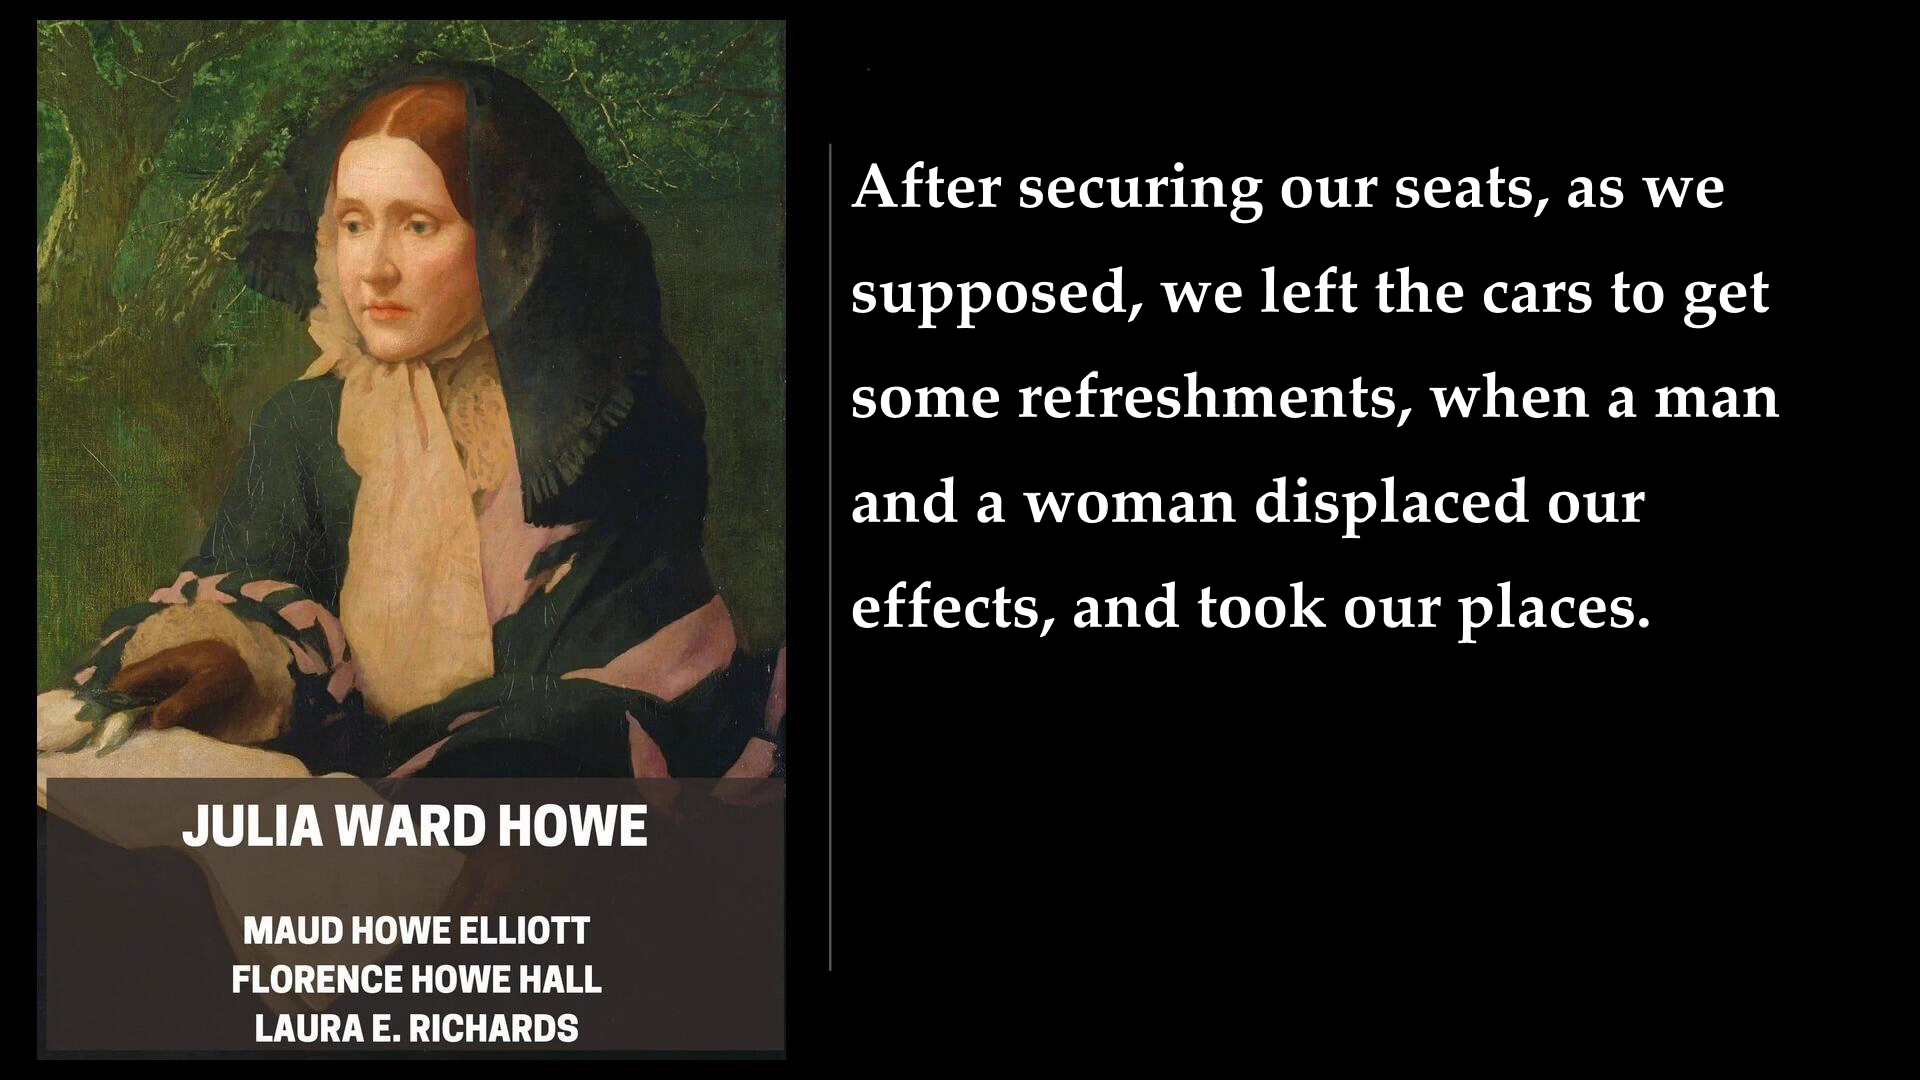 After securing our seats, as we
supposed, we left the cars to get
some refreshments, when a man
and a woman displaced our
effects, and took our places.
JULIA WARD HOWE
MAUD HOWE ELLIOTT
FLORENCE HOWE HALL
LAURA E. RICHARDS